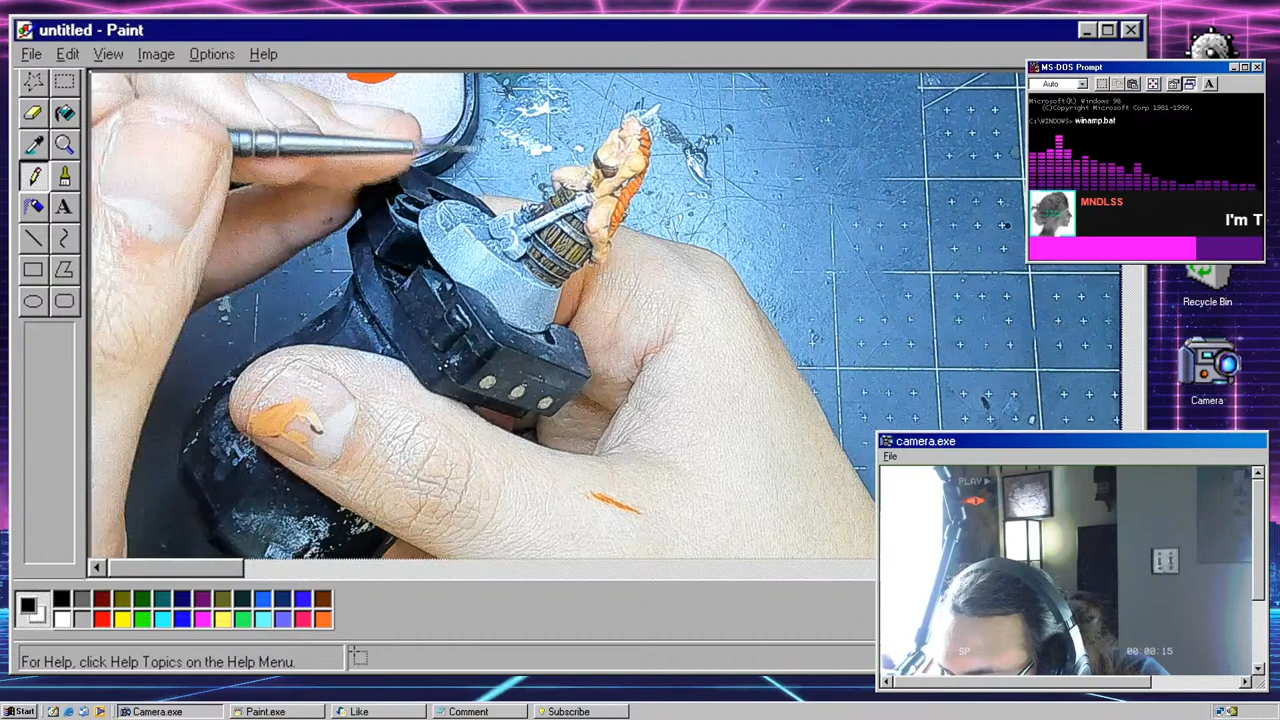 untitled - Paint
File Edit View Image Options Help
MS-DOS Prompt
Auto
A
Microsoft(R) Windows 98
(C)Copyright Microsoft Corp 1981-1999.
C:\WINDOWS> winamp.bat
MNDLSS
I'm T
A
Recycle Bin
Camera
camera.exe
File
PLAY
SP
00:00:15
For Help, click Help Topics on the Help Menu.
Start
Camera.exe
Paint.exe
Like
Comment
Subscribe